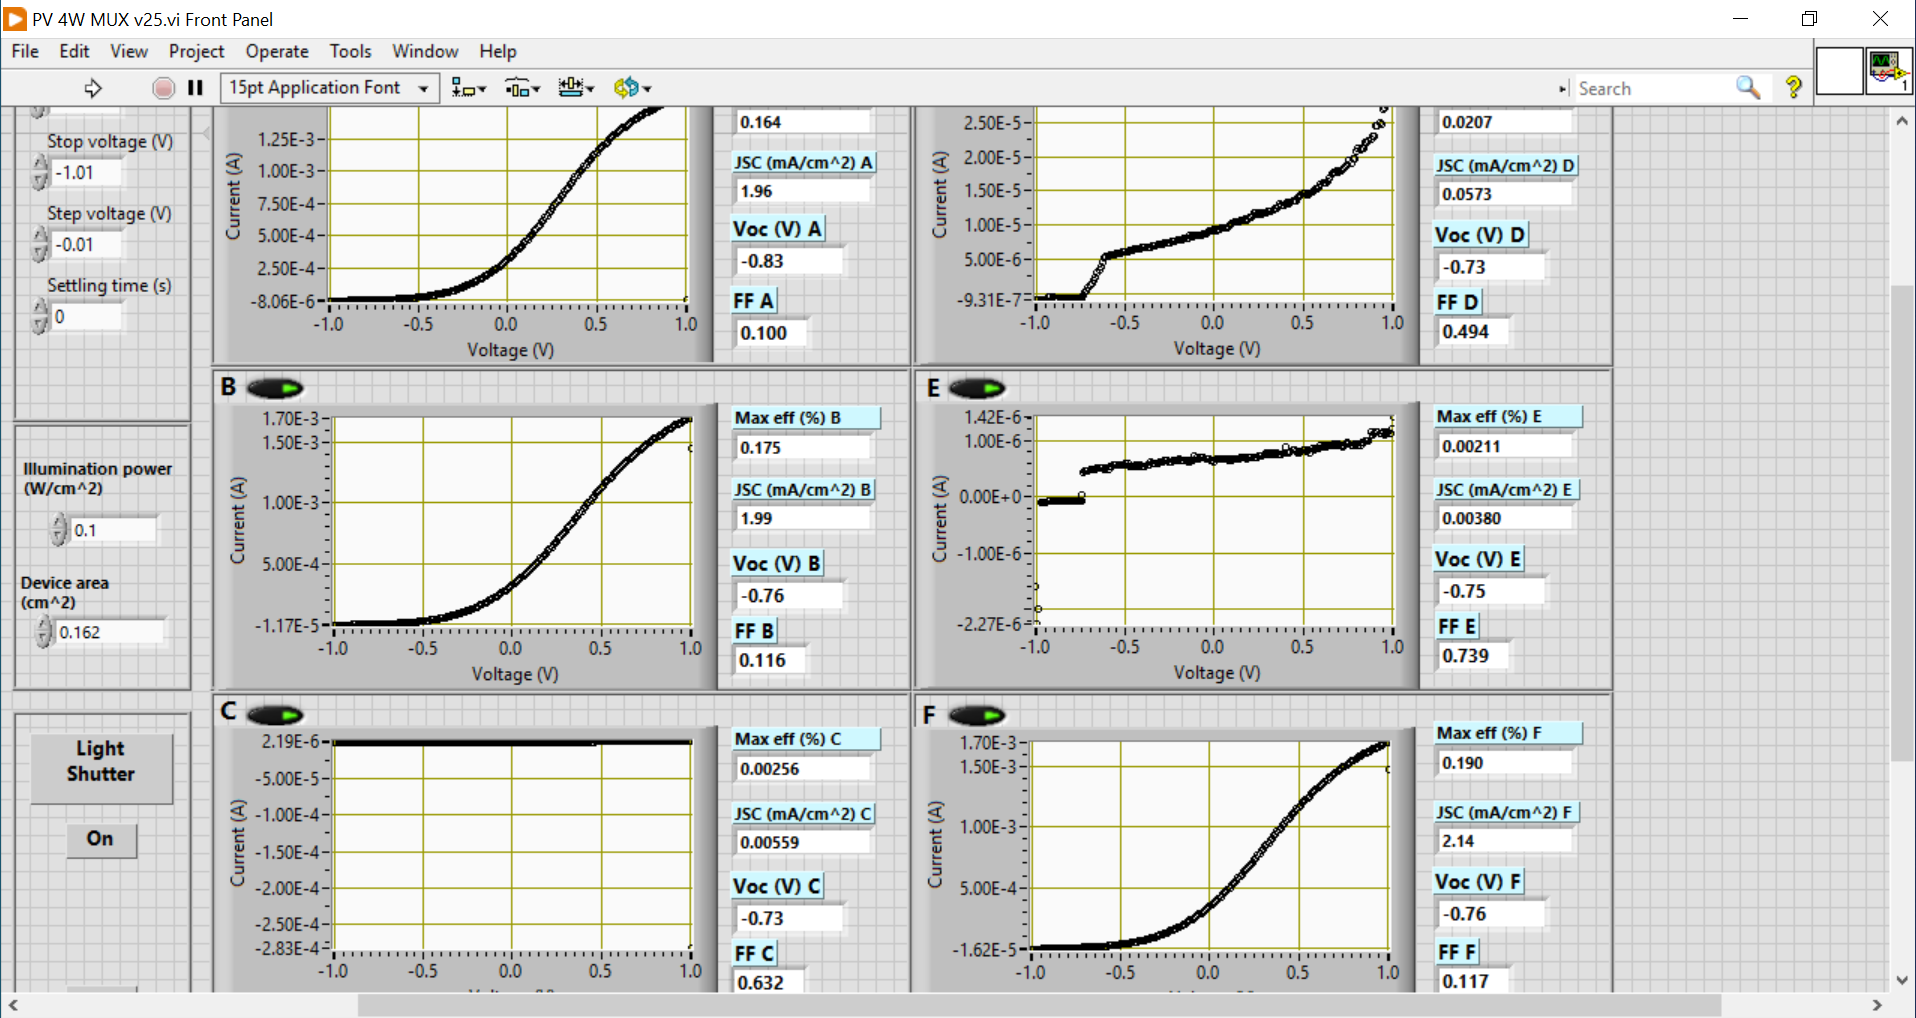 PV 4W MUX v25.vi Front Panel
File Edit View Project Operate Tools Window Help
15pt Application Font
Search
1
Stop voltage (V)
-1.01
Step voltage (V)
-0.01
Settling time (s)
0
Illumination power
(W/cm^2)
0.1
Device area
(cm^2)
0.162
Light
Shutter
On
Current (A)
1.25E-3
1.00E-3
7.50E-4
5.00E-4
2.50E-4
-8.06E-6
-1.0 -0.5 0.0 0.5 1.0
Voltage (V)
0.164
JSC (mA/cm^2) A
1.96
Voc (V) A
-0.83
FF A
0.100
Current (A)
2.50E-5
2.00E-5
1.50E-5
1.00E-5
5.00E-6
-9.31E-7
-1.0 -0.5 0.0 0.5 1.0
Voltage (V)
0.0207
JSC (mA/cm^2) D
0.0573
Voc (V) D
-0.73
FF D
0.494
B
Current (A)
1.70E-3
1.50E-3
1.00E-3
5.00E-4
-1.17E-5
-1.0 -0.5 0.0 0.5 1.0
Voltage (V)
Max eff (%) B
0.175
JSC (mA/cm^2) B
1.99
Voc (V) B
-0.76
FF B
0.116
E
Current (A)
1.42E-6
1.00E-6
0.00E+0
-1.00E-6
-2.27E-6
-1.0 -0.5 0.0 0.5 1.0
Voltage (V)
Max eff (%) E
0.00211
JSC (mA/cm^2) E
0.00380
Voc (V) E
-0.75
FF E
0.739
C
Current (A)
2.19E-6
-5.00E-5
-1.00E-4
-1.50E-4
-2.00E-4
-2.50E-4
-2.83E-4
-1.0 -0.5 0.0 0.5 1.0
Max eff (%) C
0.00256
JSC (mA/cm^2) C
0.00559
Voc (V) C
-0.73
FF C
0.632
F
Current (A)
1.70E-3
1.50E-3
1.00E-3
5.00E-4
-1.62E-5
-1.0 -0.5 0.0 0.5 1.0
Max eff (%) F
0.190
JSC (mA/cm^2) F
2.14
Voc (V) F
-0.76
FF F
0.117